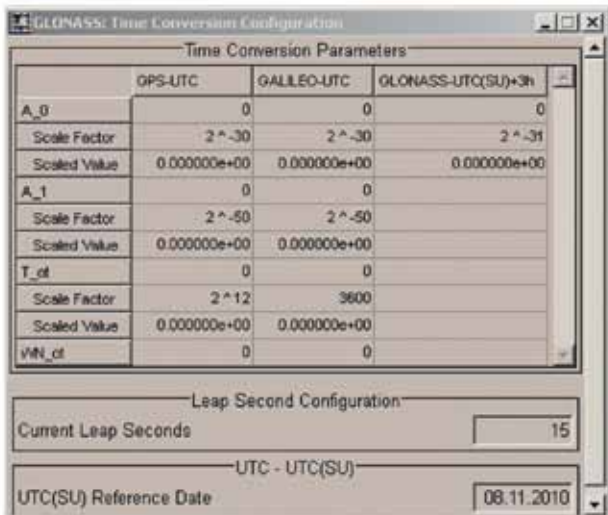 GLONASS: Time Conversion Configuration
Time Conversion Parameters
GPS-UTC GALILEO-UTC GLONASS-UTC(SU)+3h
A_0 0 0 0
Scale Factor 2^-30 2^-30 2^-31
Scaled Value 0.000000e+00 0.000000e+00 0.000000e+00
A_1 0 0
Scale Factor 2^-50 2^-50
Scaled Value 0.000000e+00 0.000000e+00
T_ot 0 0
Scale Factor 2^12 3600
Scaled Value 0.000000e+00 0.000000e+00
WN_ot 0 0
Leap Second Configuration
Current Leap Seconds 15
UTC - UTC(SU)
UTC(SU) Reference Date 08.11.2010